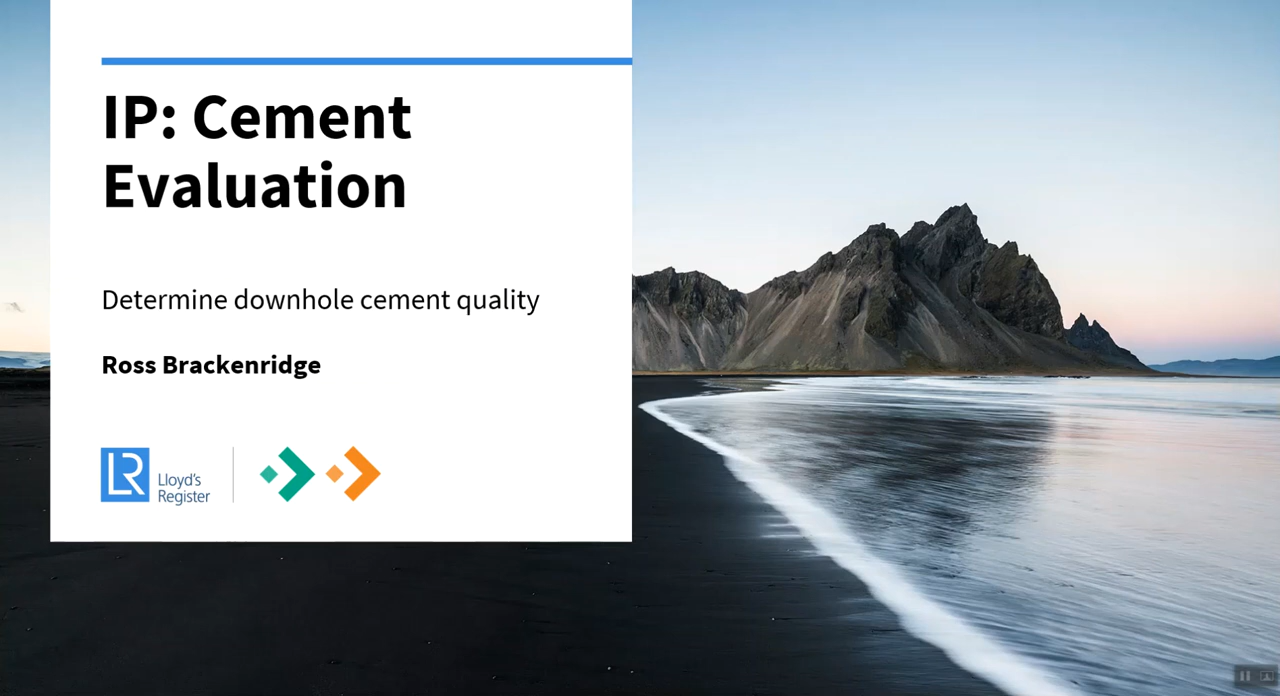 IP: Cement
Evaluation
Determine downhole cement quality
Ross Brackenridge
LR
Lloyd's
Register